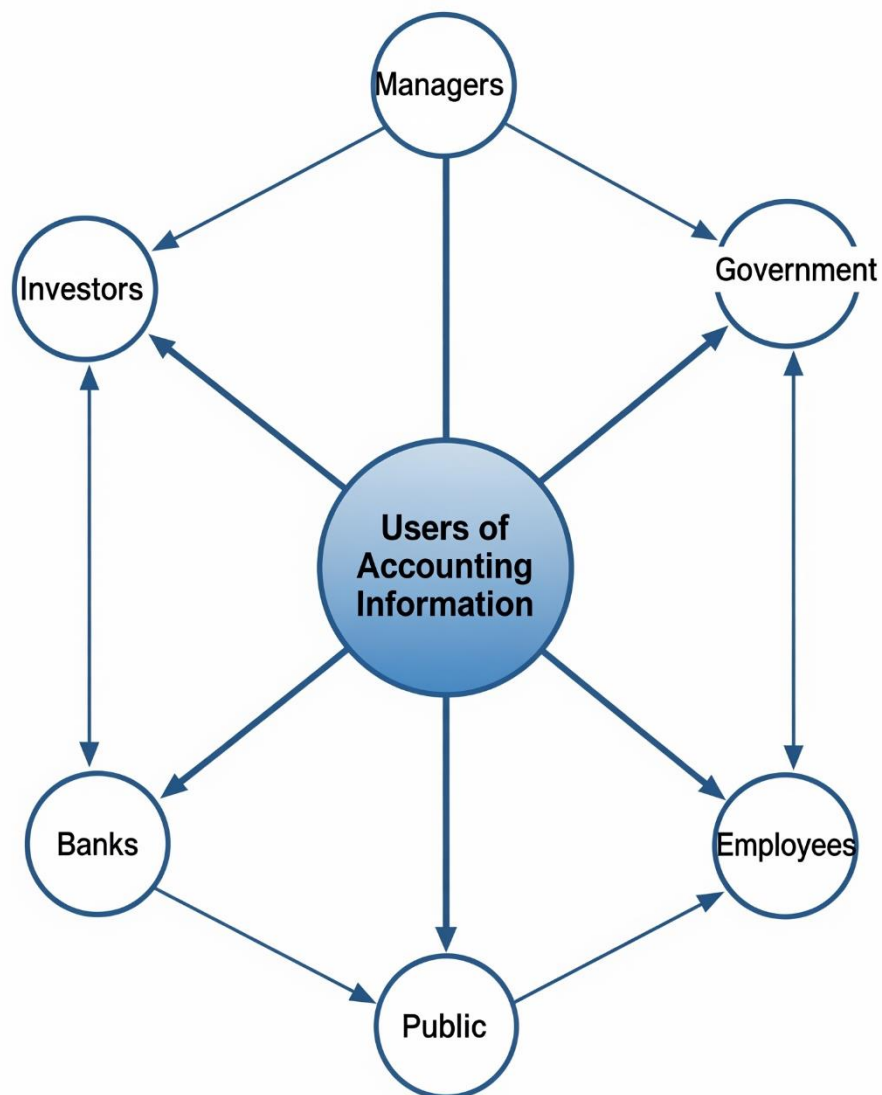 Managers
Investors
Government
Users of
Accounting
Information
Banks
Employees
Public